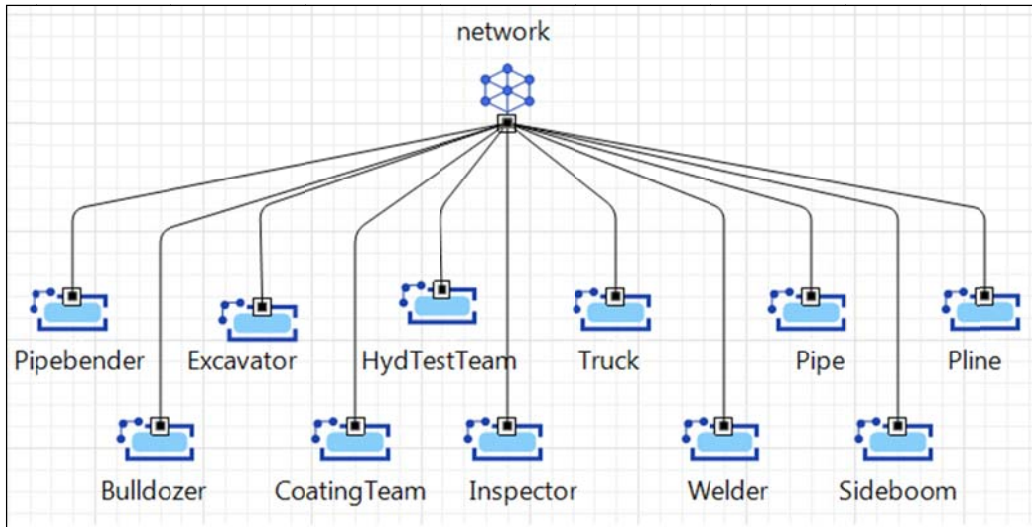 network
Pipebender
Excavator
HydTestTeam
Truck
Pipe
Pline
Bulldozer
CoatingTeam
Inspector
Welder
Sideboom